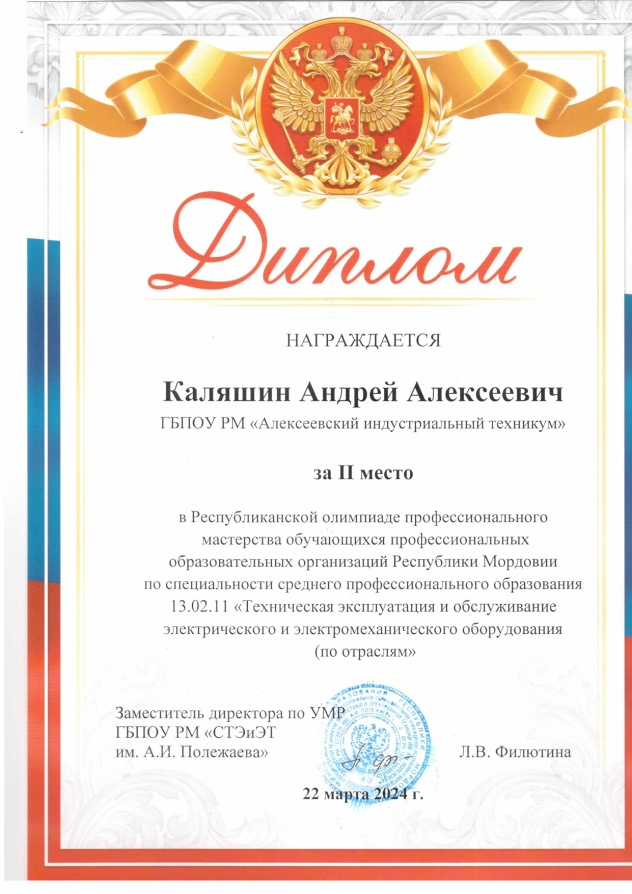 Диплом
НАГРАЖДАЕТСЯ
Каляшин Андрей Алексеевич
ГБПОУ РМ «Алексеевский индустриальный техникум»
за II место
в Республиканской олимпиаде профессионального
мастерства обучающихся профессиональных
образовательных организаций Республики Мордовии
по специальности среднего профессионального образования
13.02.11 «Техническая эксплуатация и обслуживание
электрического и электромеханического оборудования
(по отраслям»
Заместитель директора по УМР
ГБПОУ РМ «СТЭиЭТ
им. А.И. Полежаева»
Л.В. Филютина
22 марта 2024 г.